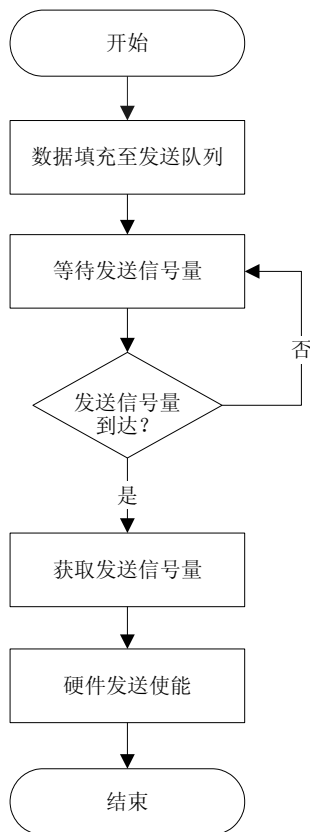 开始
数据填充至发送队列
等待发送信号量
否
发送信号量
到达？
是
获取发送信号量
硬件发送使能
结束